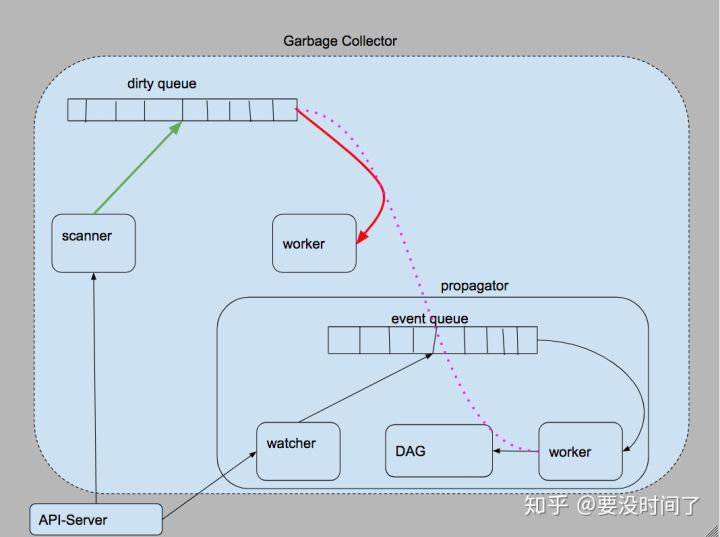 Garbage Collector
dirty queue
scanner
worker
propagator
event queue
watcher
DAG
worker
API-Server
知乎 @要没时间了